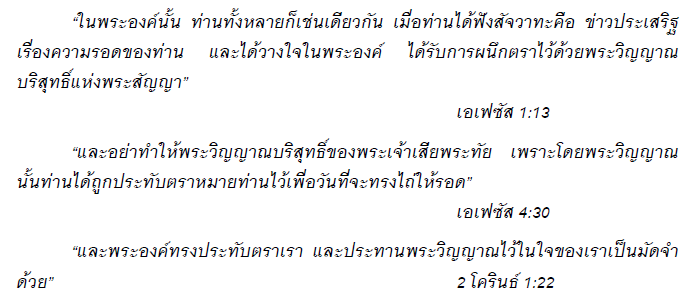 “ในพระองค์นั้น ท่านทั้งหลายก็เช่นเดียวกัน เมื่อท่านได้ฟังสัจวาทะคือ ข่าวประเสริฐ
เรื่องความรอดของท่าน และได้วางใจในพระองค์ ได้รับการผนึกตราไว้ด้วยพระวิญญาณ
บริสุทธิ์แห่งพระสัญญา”
เอเฟซัส 1:13
“และอย่าทำให้พระวิญญาณบริสุทธิ์ของพระเจ้าเสียพระทัย เพราะโดยพระวิญญาณ
นั้นท่านได้ถูกประทับตราหมายท่านไว้เพื่อวันที่จะทรงไถ่ให้รอด”
เอเฟซัส 4:30
“และพระองค์ทรงประทับตราเรา และประทานพระวิญญาณไว้ในใจของเราเป็นมัดจำ
ด้วย” 2 โครินธ์ 1:22